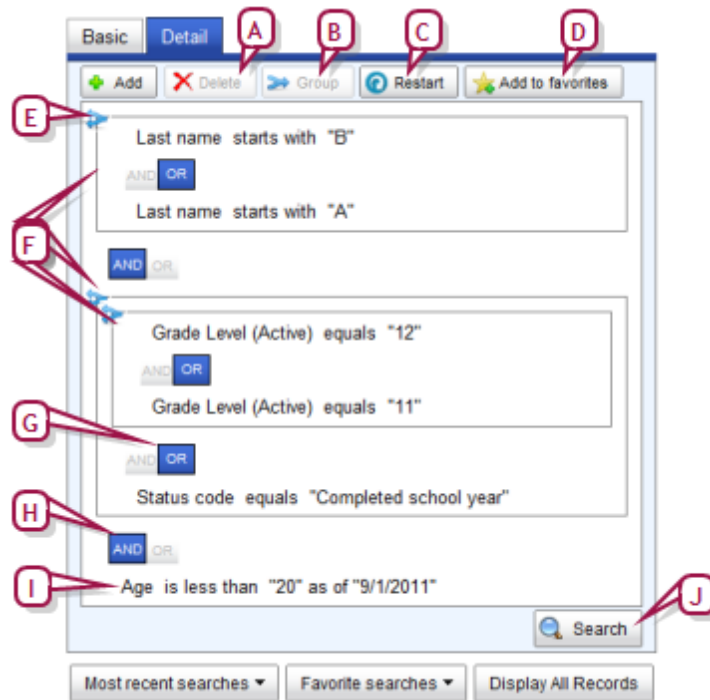 A B C D
Basic Detail
Add Delete Group Restart Add to favorites
E
Last name starts with "B"
AND OR
Last name starts with "A"
F
AND OR
Grade Level (Active) equals "12"
AND OR
Grade Level (Active) equals "11"
G
AND OR
Status code equals "Completed school year"
H
AND OR
I Age is less than "20" as of "9/1/2011"
J
Search
Most recent searches Favorite searches Display All Records